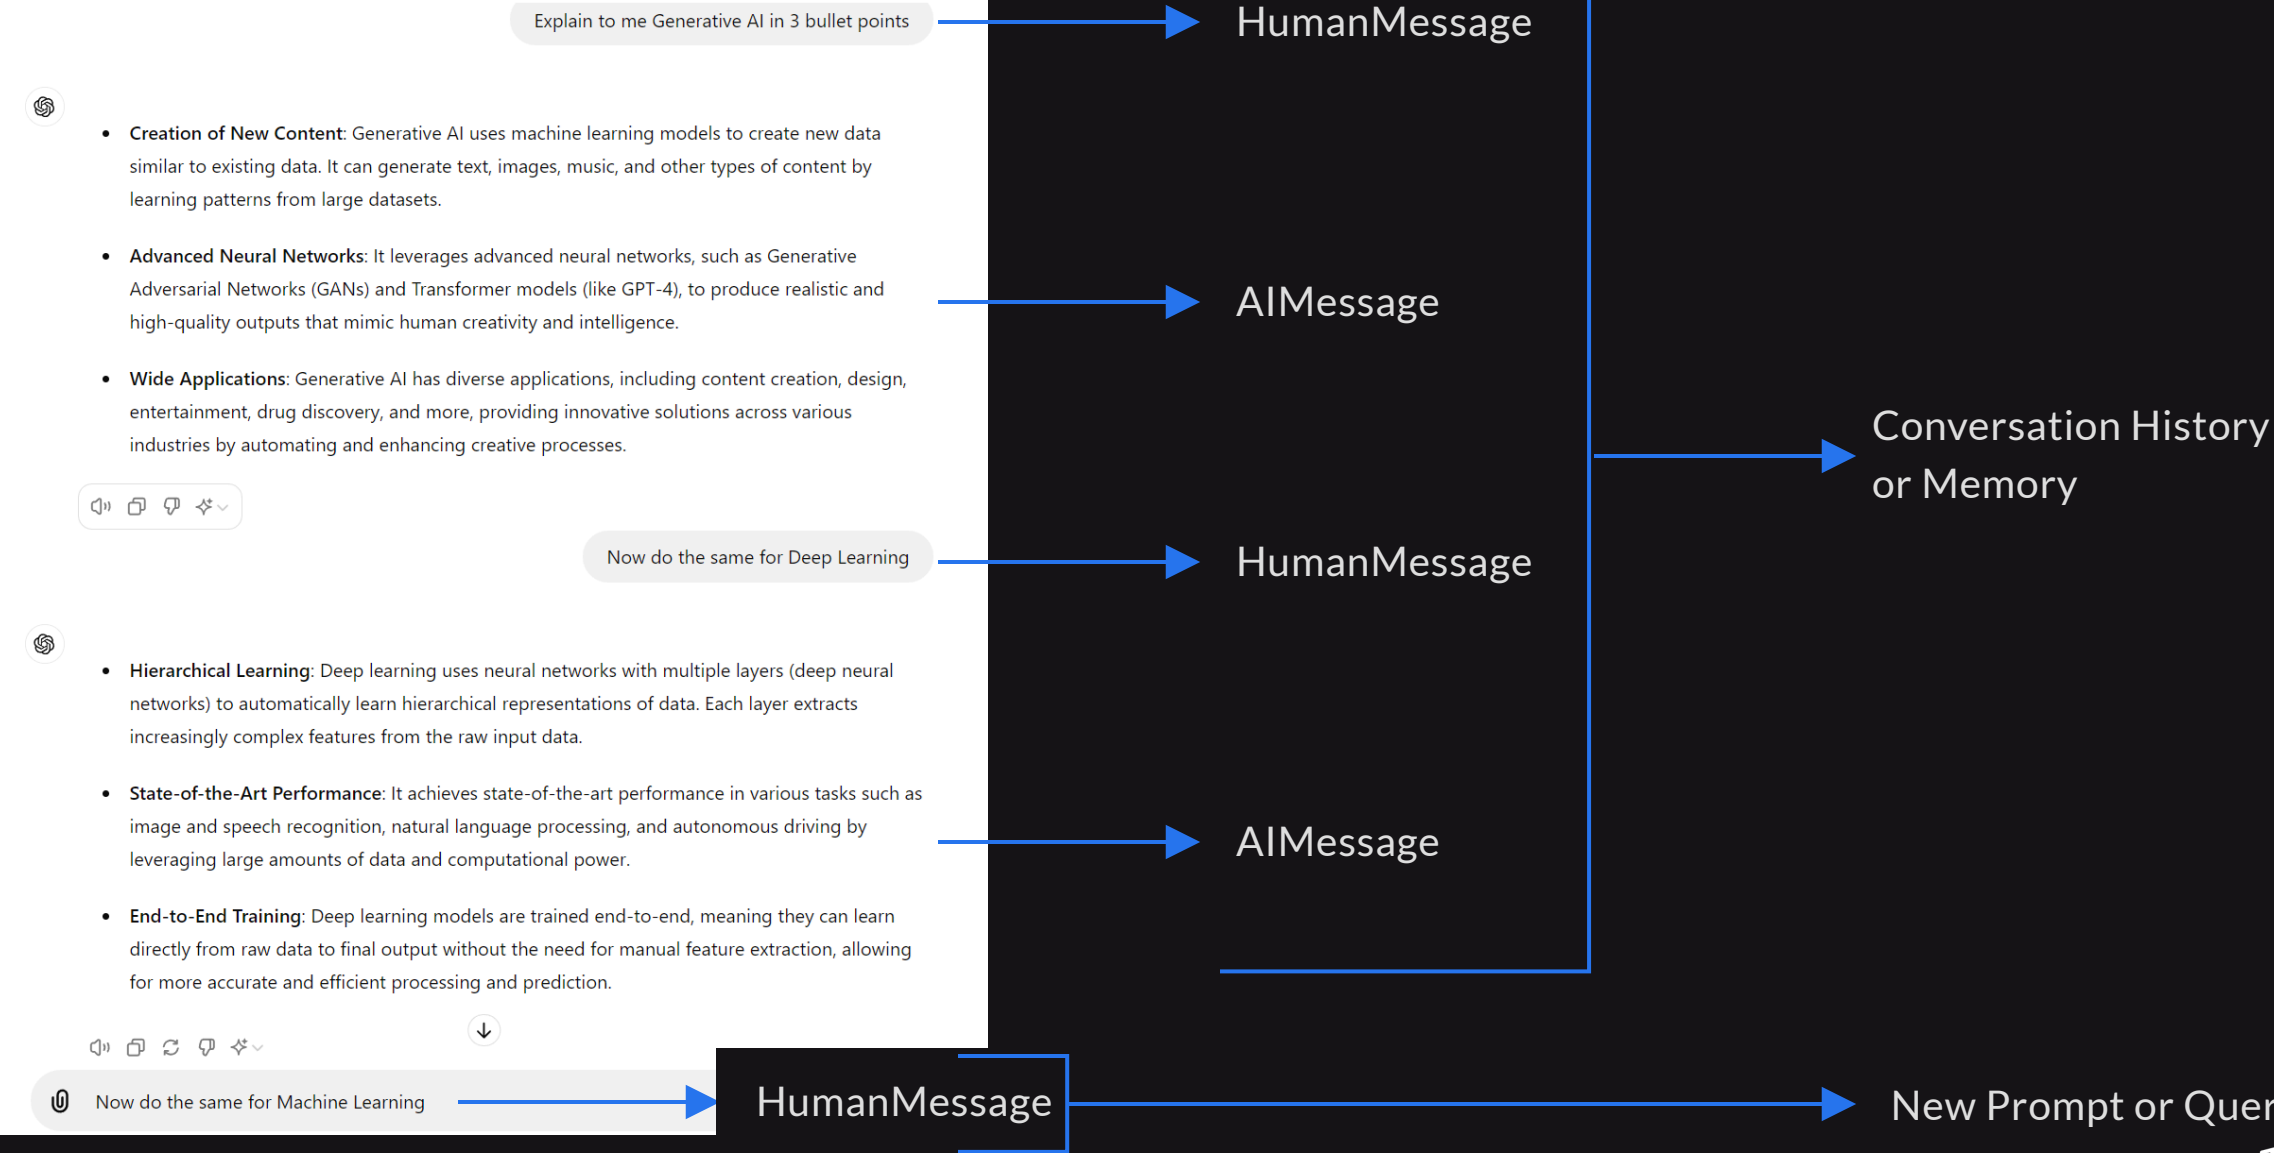 Explain to me Generative AI in 3 bullet points
HumanMessage
• Creation of New Content: Generative AI uses machine learning models to create new data
similar to existing data. It can generate text, images, music, and other types of content by
learning patterns from large datasets.
• Advanced Neural Networks: It leverages advanced neural networks, such as Generative
Adversarial Networks (GANs) and Transformer models (like GPT-4), to produce realistic and
high-quality outputs that mimic human creativity and intelligence.
AIMessage
• Wide Applications: Generative AI has diverse applications, including content creation, design,
entertainment, drug discovery, and more, providing innovative solutions across various
industries by automating and enhancing creative processes.
Conversation History
or Memory
Now do the same for Deep Learning
HumanMessage
• Hierarchical Learning: Deep learning uses neural networks with multiple layers (deep neural
networks) to automatically learn hierarchical representations of data. Each layer extracts
increasingly complex features from the raw input data.
• State-of-the-Art Performance: It achieves state-of-the-art performance in various tasks such as
image and speech recognition, natural language processing, and autonomous driving by
leveraging large amounts of data and computational power.
AIMessage
• End-to-End Training: Deep learning models are trained end-to-end, meaning they can learn
directly from raw data to final output without the need for manual feature extraction, allowing
for more accurate and efficient processing and prediction.
Now do the same for Machine Learning
HumanMessage
New Prompt or Quer